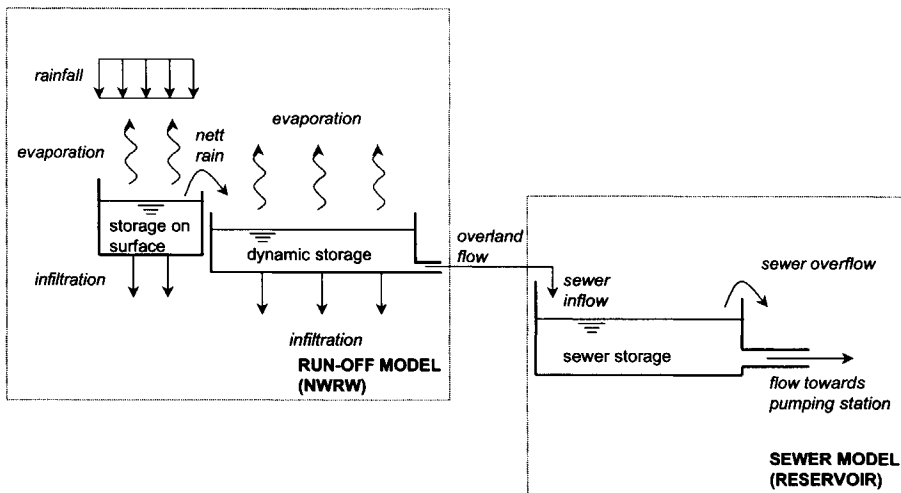 rainfall
evaporation
nett
rain
evaporation
storage on
surface
dynamic storage
infiltration
infiltration
RUN-OFF MODEL
(NWRW)
overland
flow
sewer
inflow
sewer overflow
sewer storage
flow towards
pumping station
SEWER MODEL
(RESERVOIR)